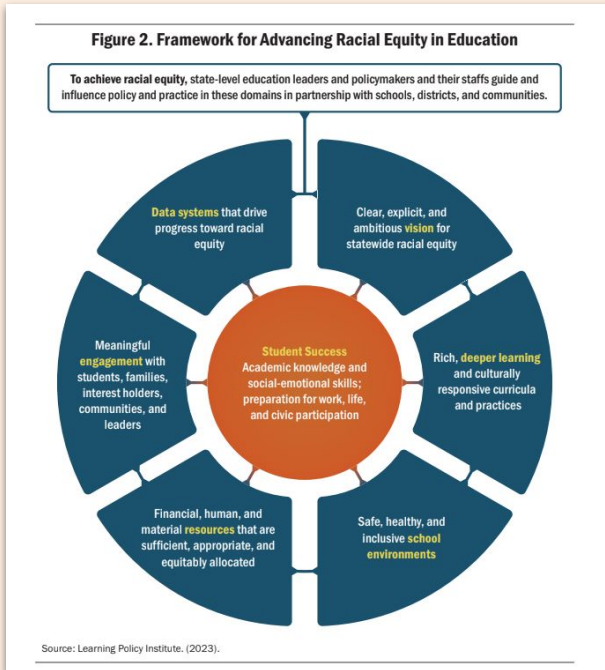 Figure 2. Framework for Advancing Racial Equity in Education
To achieve racial equity, state-level education leaders and policymakers and their staffs guide and
influence policy and practice in these domains in partnership with schools, districts, and communities.
Data systems that drive
progress toward racial
equity
Clear, explicit, and
ambitious vision for
statewide racial equity
Meaningful
engagement with
students, families,
interest holders,
communities, and
leaders
Student Success
Academic knowledge and
social-emotional skills;
preparation for work, life,
and civic participation
Rich, deeper learning
and culturally
responsive curricula
and practices
Financial, human, and
material resources that are
sufficient, appropriate, and
equitably allocated
Safe, healthy, and
inclusive school
environments
Source: Learning Policy Institute. (2023).